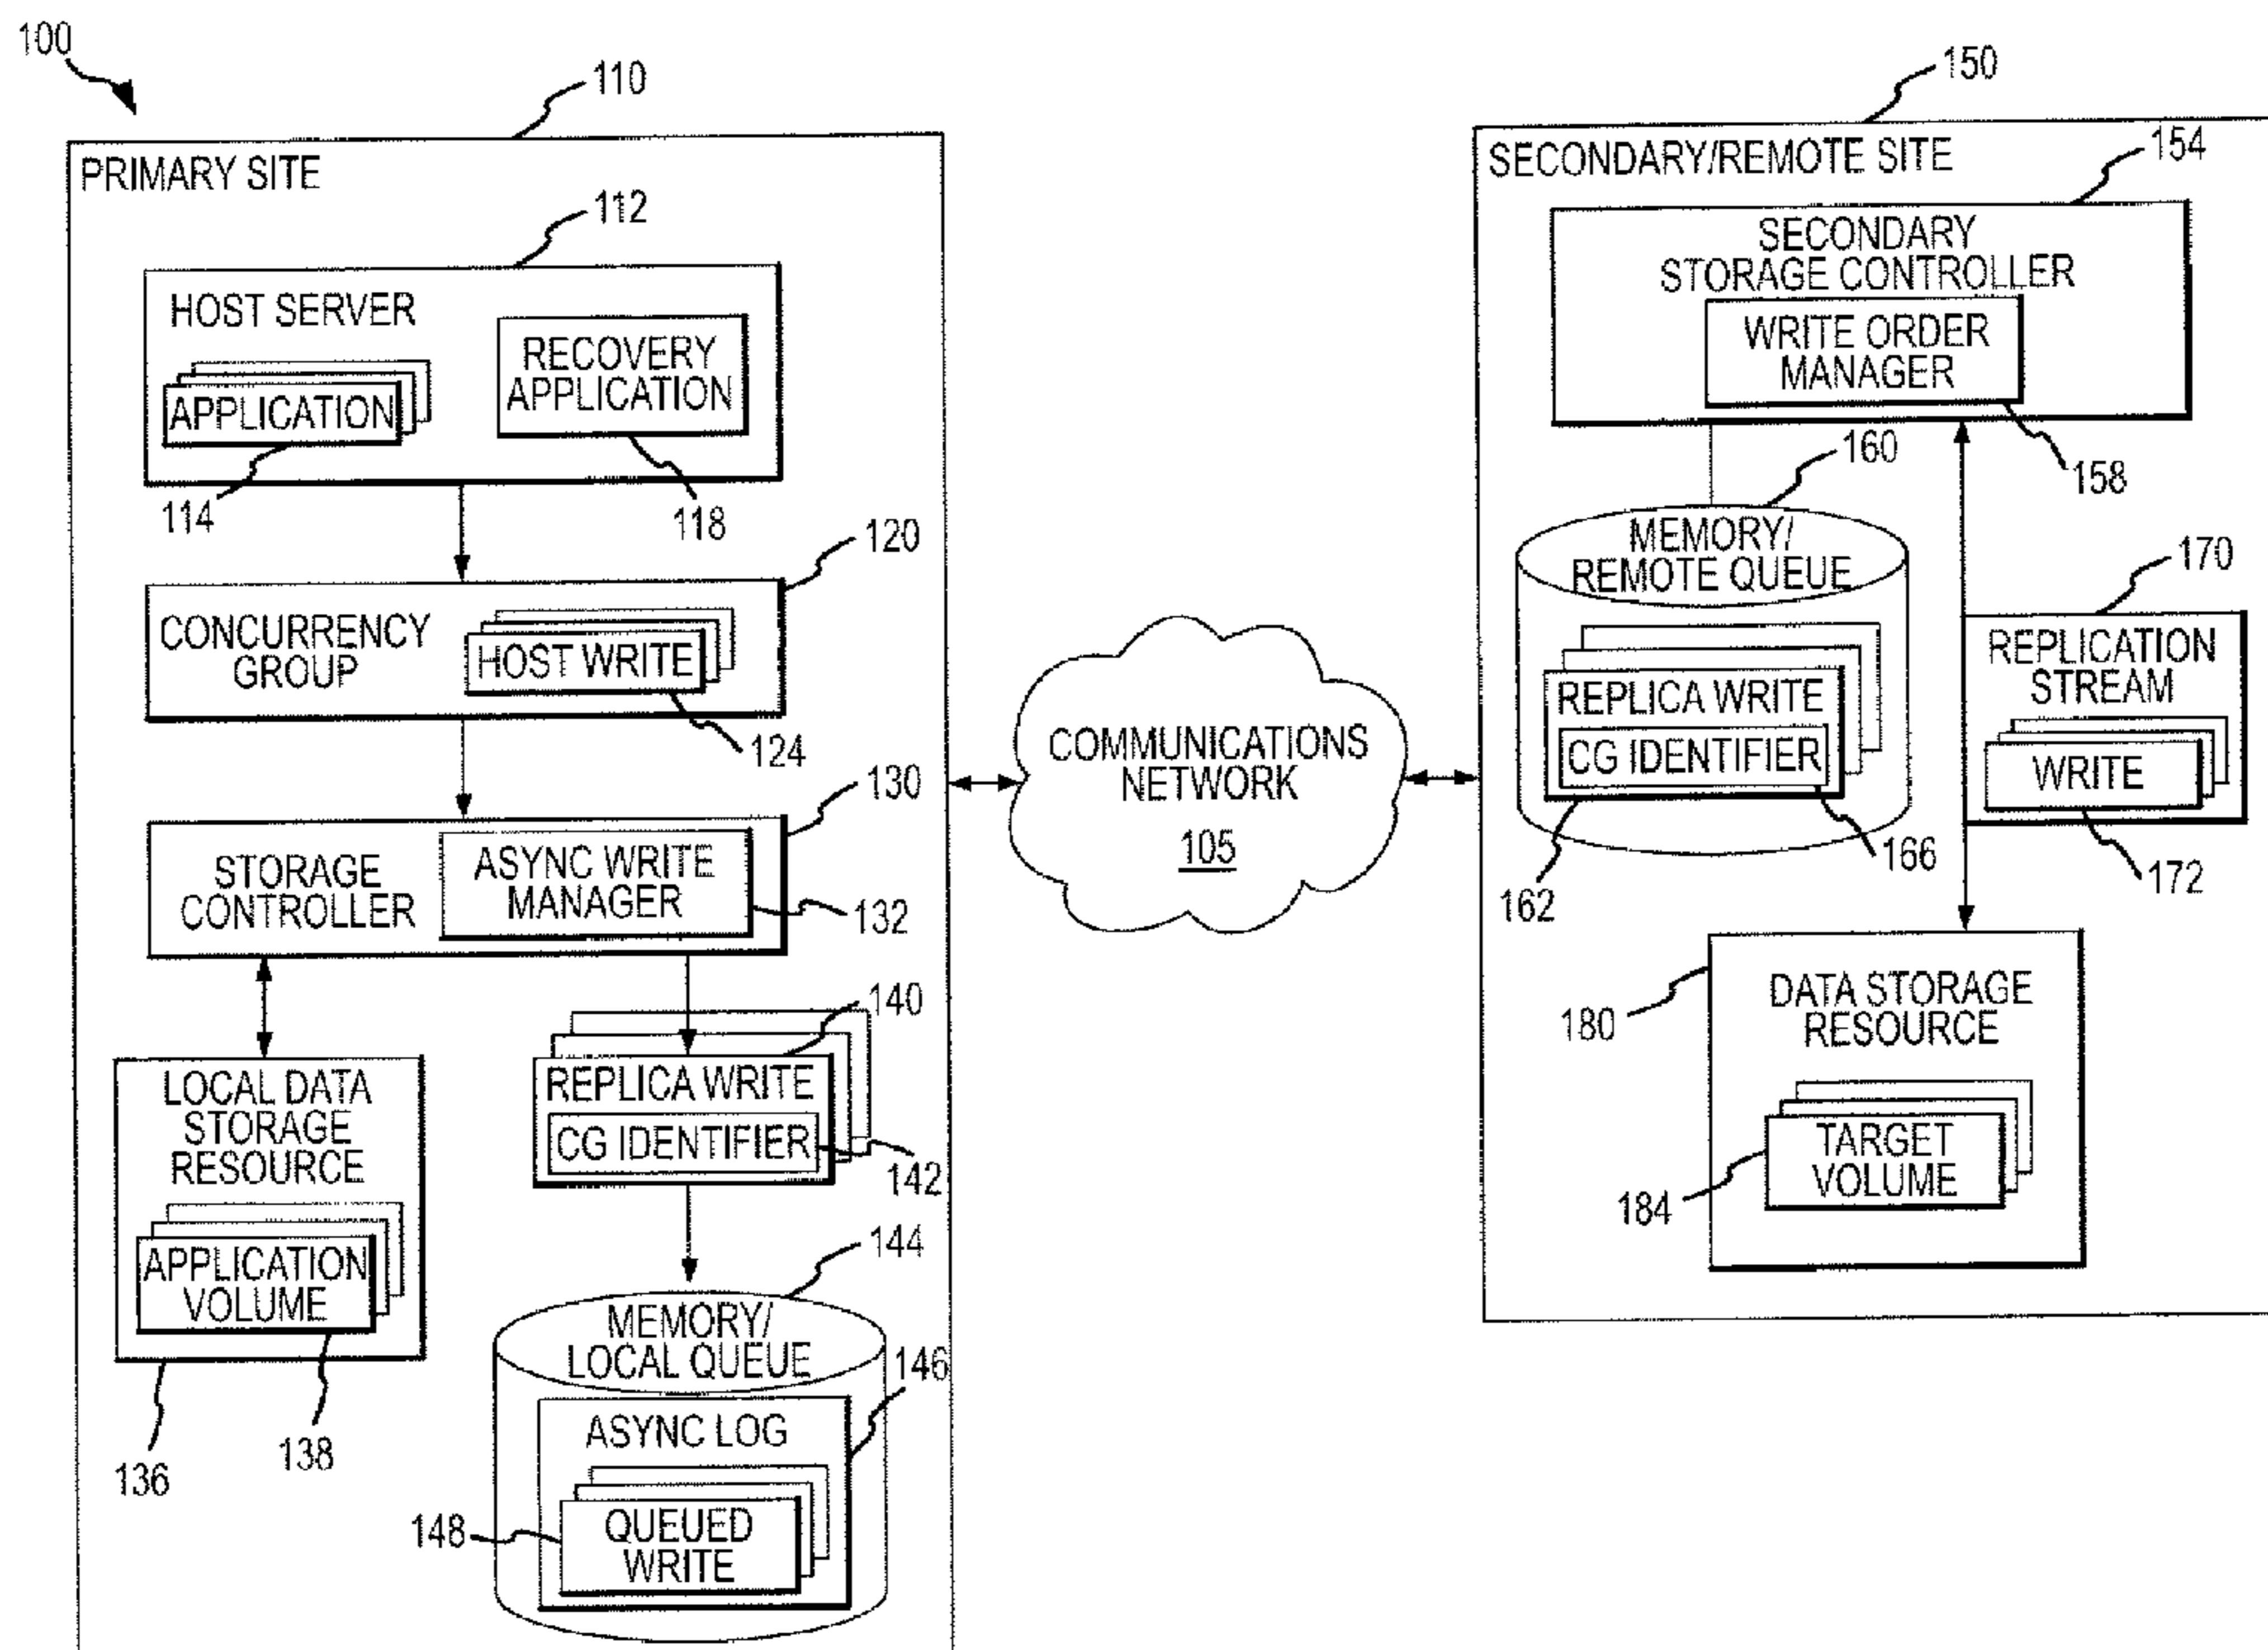 100
110
PRIMARY SITE
112
HOST SERVER
APPLICATION
RECOVERY
APPLICATION
114
118
120
CONCURRENCY
GROUP
HOST WRITE
124
130
STORAGE
CONTROLLER
ASYNC WRITE
MANAGER
132
140
REPLICA WRITE
CG IDENTIFIER
142
LOCAL DATA
STORAGE
RESOURCE
APPLICATION
VOLUME
136
138
144
MEMORY/
LOCAL QUEUE
146
ASYNC LOG
QUEUED
WRITE
148
COMMUNICATIONS
NETWORK
105
150
SECONDARY/REMOTE SITE
154
SECONDARY
STORAGE CONTROLLER
WRITE ORDER
MANAGER
158
160
MEMORY/
REMOTE QUEUE
REPLICA WRITE
CG IDENTIFIER
162
166
170
REPLICATION
STREAM
WRITE
172
180
DATA STORAGE
RESOURCE
TARGET
VOLUME
184